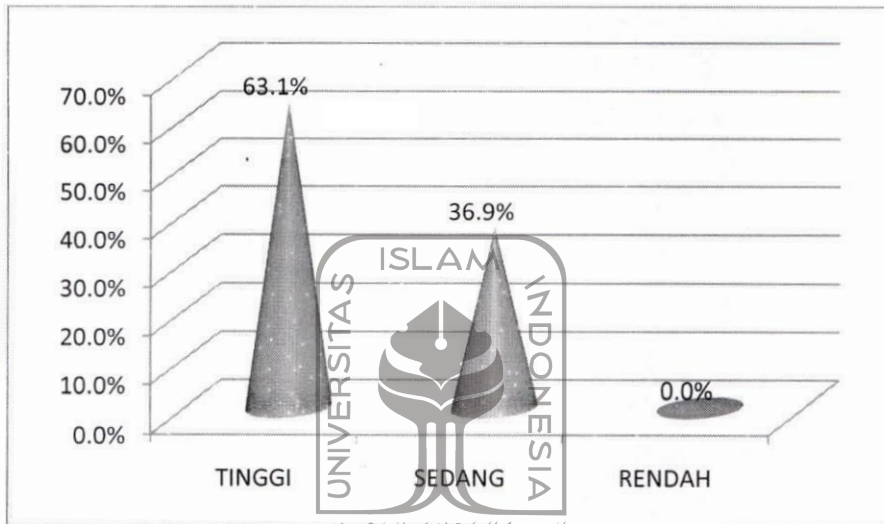 63.1%
70.0%
60.0%
50.0%
40.0%
30.0%
20.0%
10.0%
0.0%
36.9%
0.0%
TINGGI
SEDANG
RENDAH
UNIVERSITAS
ISLAM
INDONESIA